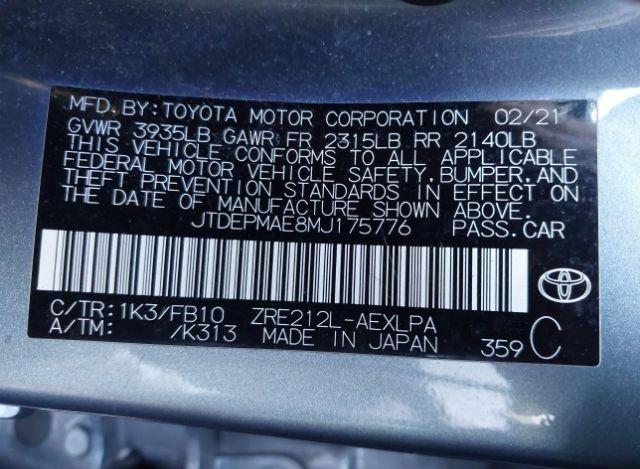 MFD. BY: TOYOTA MOTOR CORPORATION 02/21
GVWR 3935LB GAWR FR 2315LB RR 2140LB
THIS VEHICLE CONFORMS TO ALL APPLICABLE
FEDERAL MOTOR VEHICLE SAFETY, BUMPER, AND
THEFT PREVENTION STANDARDS IN EFFECT ON
THE DATE OF MANUFACTURE SHOWN ABOVE.
JTDEPMAE8MJ175776 PASS. CAR
C/TR: 1K3/FB10 ZRE212L-AEXLPA
A/TM: /K313 MADE IN JAPAN 359 C